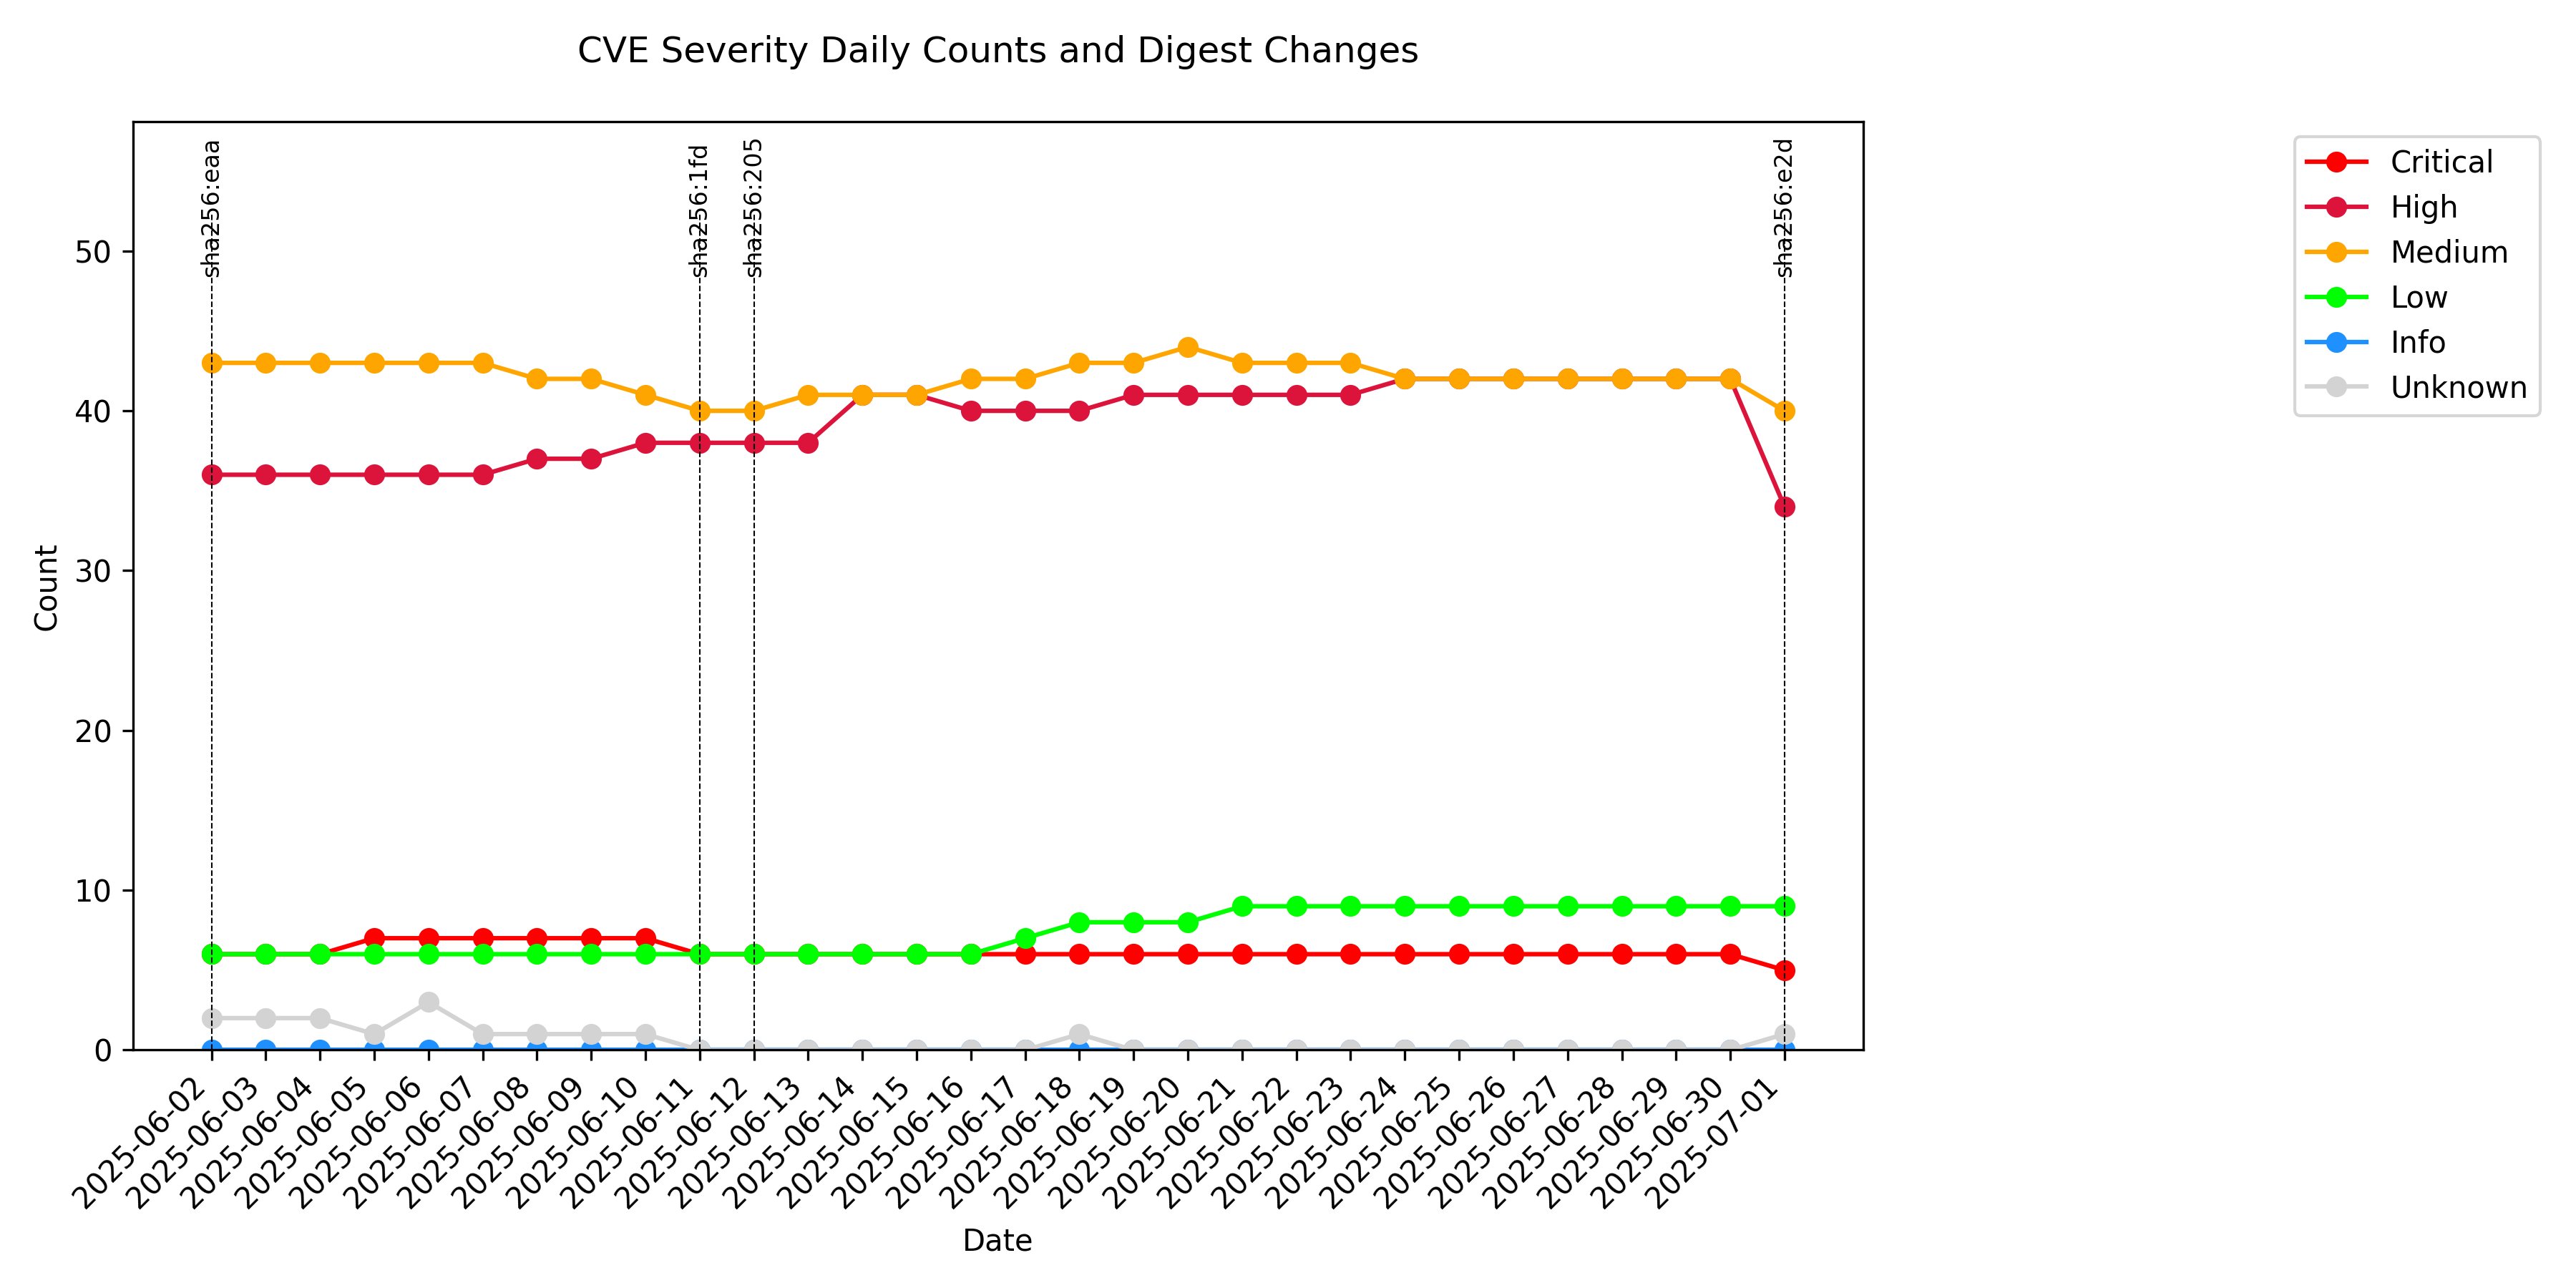 CVE Severity Daily Counts and Digest Changes
sha256:eaa
sha256:1fd
sha256:205
sha256:e2d
Critical
High
Medium
Low
Info
Unknown
50
40
30
20
10
0
Count
2025-06-02
2025-06-03
2025-06-04
2025-06-05
2025-06-06
2025-06-07
2025-06-08
2025-06-09
2025-06-10
2025-06-11
2025-06-12
2025-06-13
2025-06-14
2025-06-15
2025-06-16
2025-06-17
2025-06-18
2025-06-19
2025-06-20
2025-06-21
2025-06-22
2025-06-23
2025-06-24
2025-06-25
2025-06-26
2025-06-27
2025-06-28
2025-06-29
2025-06-30
2025-07-01
Date